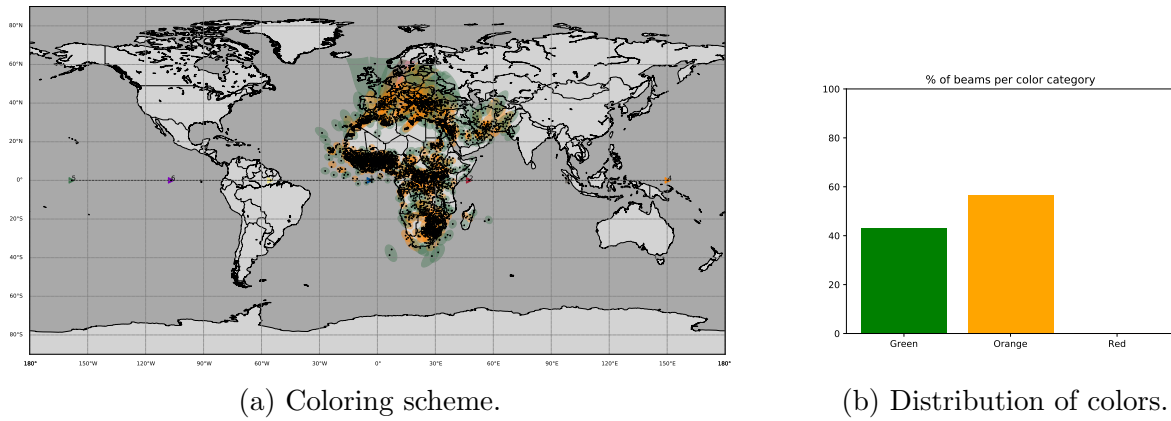 80°N
60°N
40°N
20°N
0°
20°S
40°S
60°S
80°S
180° 150°W 120°W 90°W 60°W 30°W 0° 30°E 60°E 90°E 120°E 150°E 180°
% of beams per color category
100
80
60
40
20
0
Green Orange Red
(a) Coloring scheme.
(b) Distribution of colors.